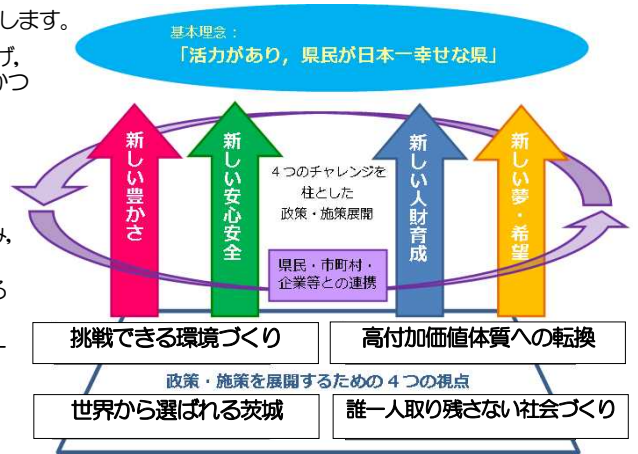 します。
げ，
かつ
み，
る
基本理念：
「活力があり，県民が日本一幸せな県」
新しい豊かさ
新しい安心安全
4つのチャレンジを
柱とした
政策・施策展開
新しい人財育成
新しい夢・希望
県民・市町村・
企業等との連携
挑戦できる環境づくり
高付加価値体質への転換
政策・施策を展開するための4つの視点
世界から選ばれる茨城
誰一人取り残さない社会づくり